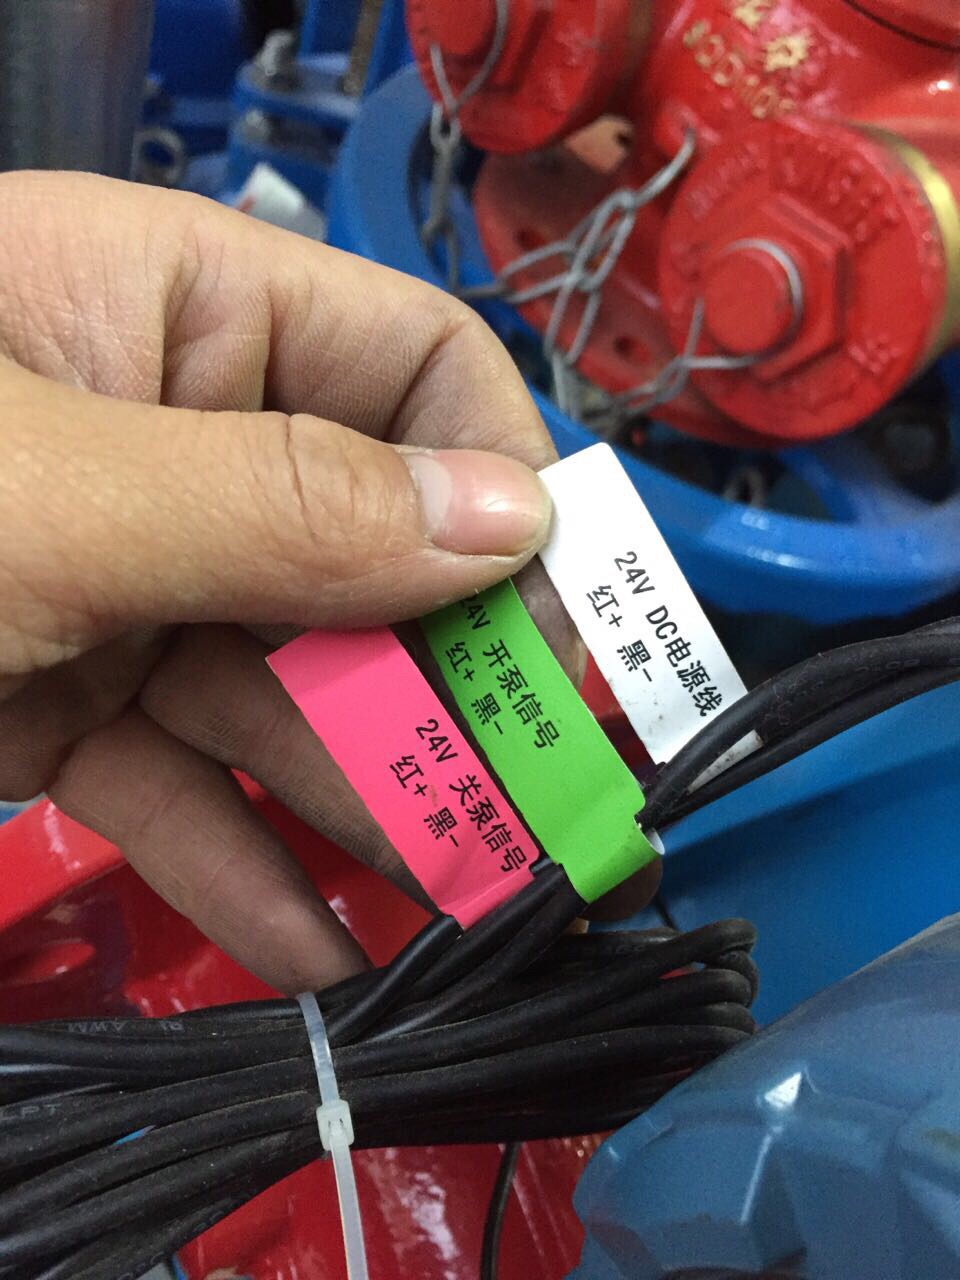 24V DC电源线
红+ 黑-
24V 开泵信号
红+ 黑-
24V 关泵信号
红+ 黑-